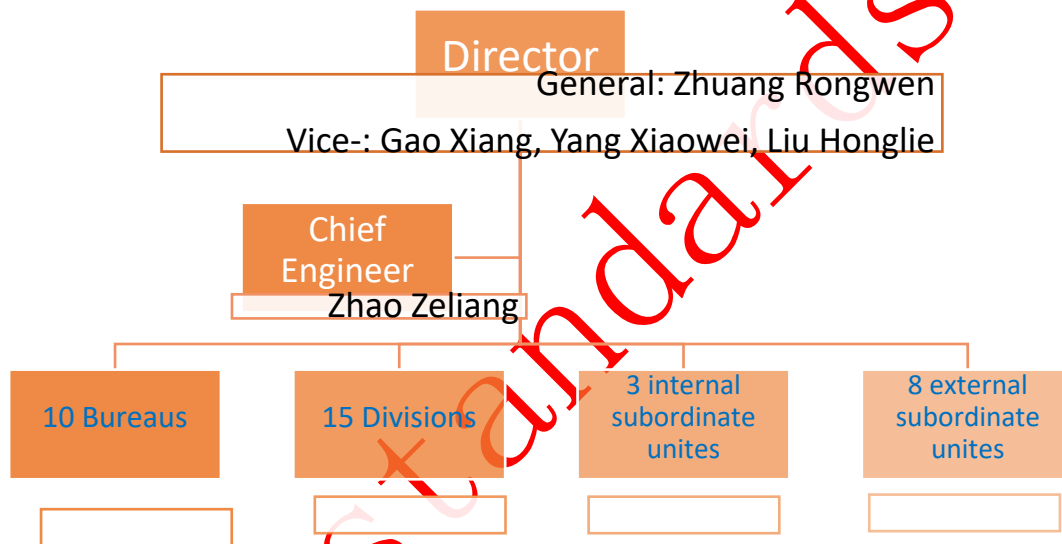 Director
General: Zhuang Rongwen
Vice-: Gao Xiang, Yang Xiaowei, Liu Honglie
Chief
Engineer
Zhao Zeliang
10 Bureaus
15 Divisions
3 internal
subordinate
unites
8 external
subordinate
unites
standards